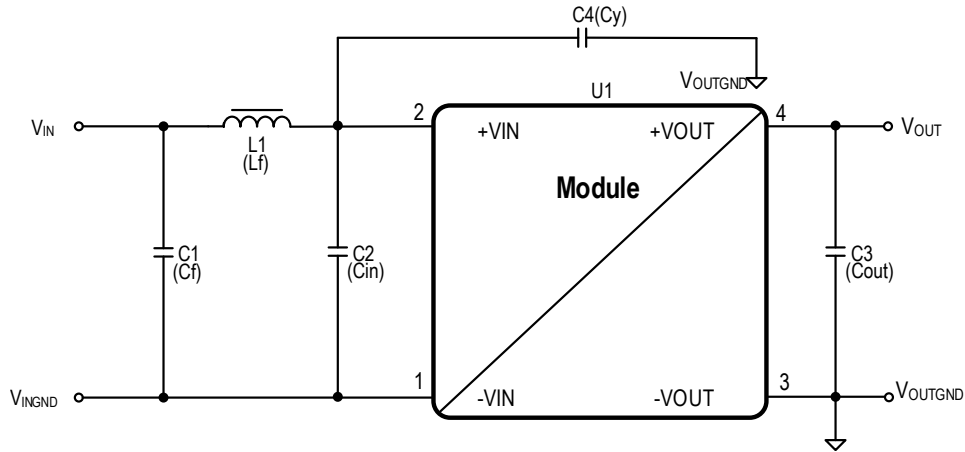 C4(Cy)
VOUTGND
U1
VIN
L1
(Lf)
2
+VIN
+VOUT
4
VOUT
Module
C1
(Cf)
C2
(Cin)
C3
(Cout)
VINGND
1
-VIN
-VOUT
3
VOUTGND